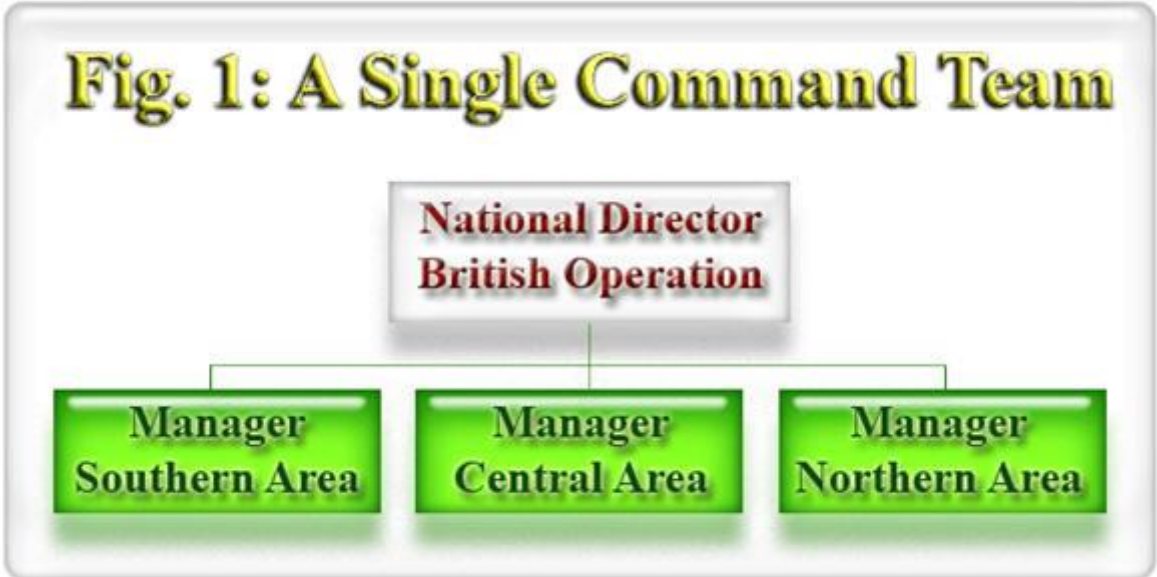 Fig. 1: A Single Command Team
National Director
British Operation
Manager
Southern Area
Manager
Central Area
Manager
Northern Area